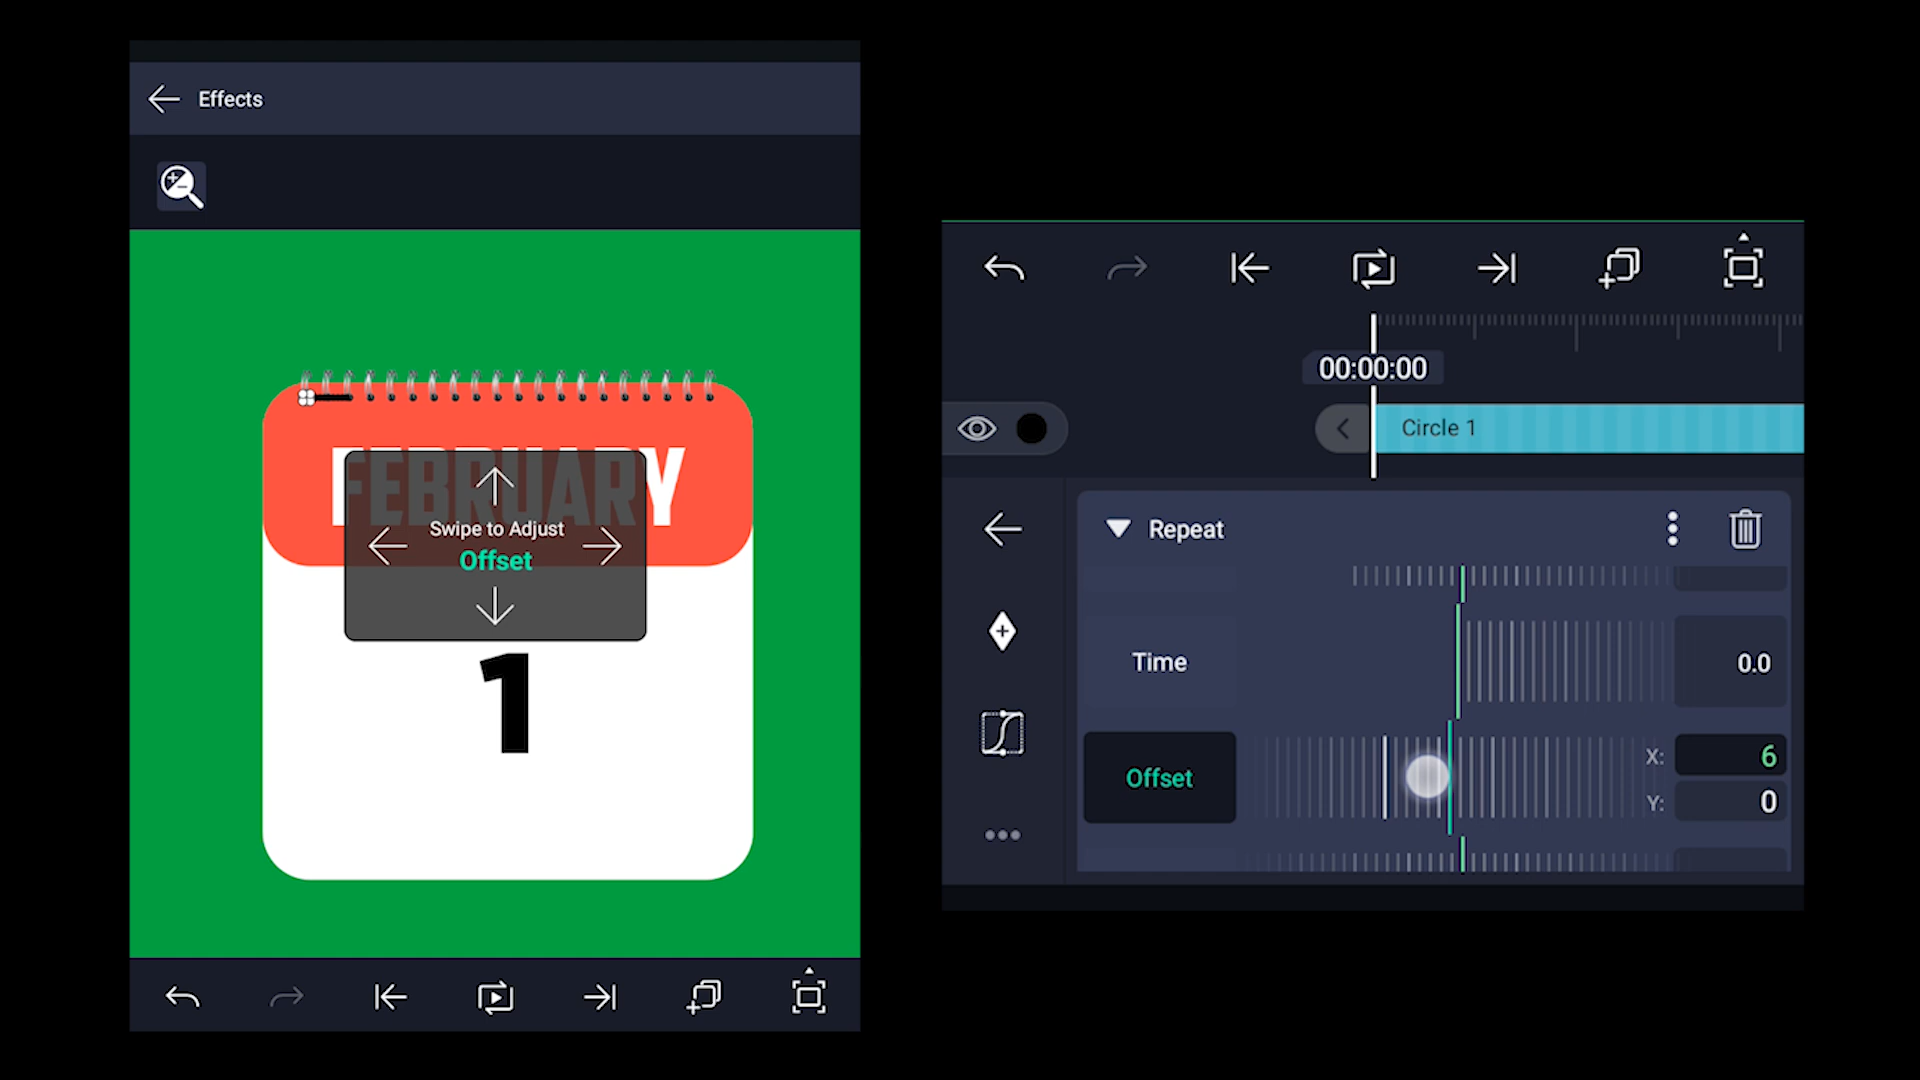 Effects
FEBRUARY
Swipe to Adjust
Offset
1
00:00:00
Circle 1
Repeat
Time
0.0
Offset
X: 6
Y: 0